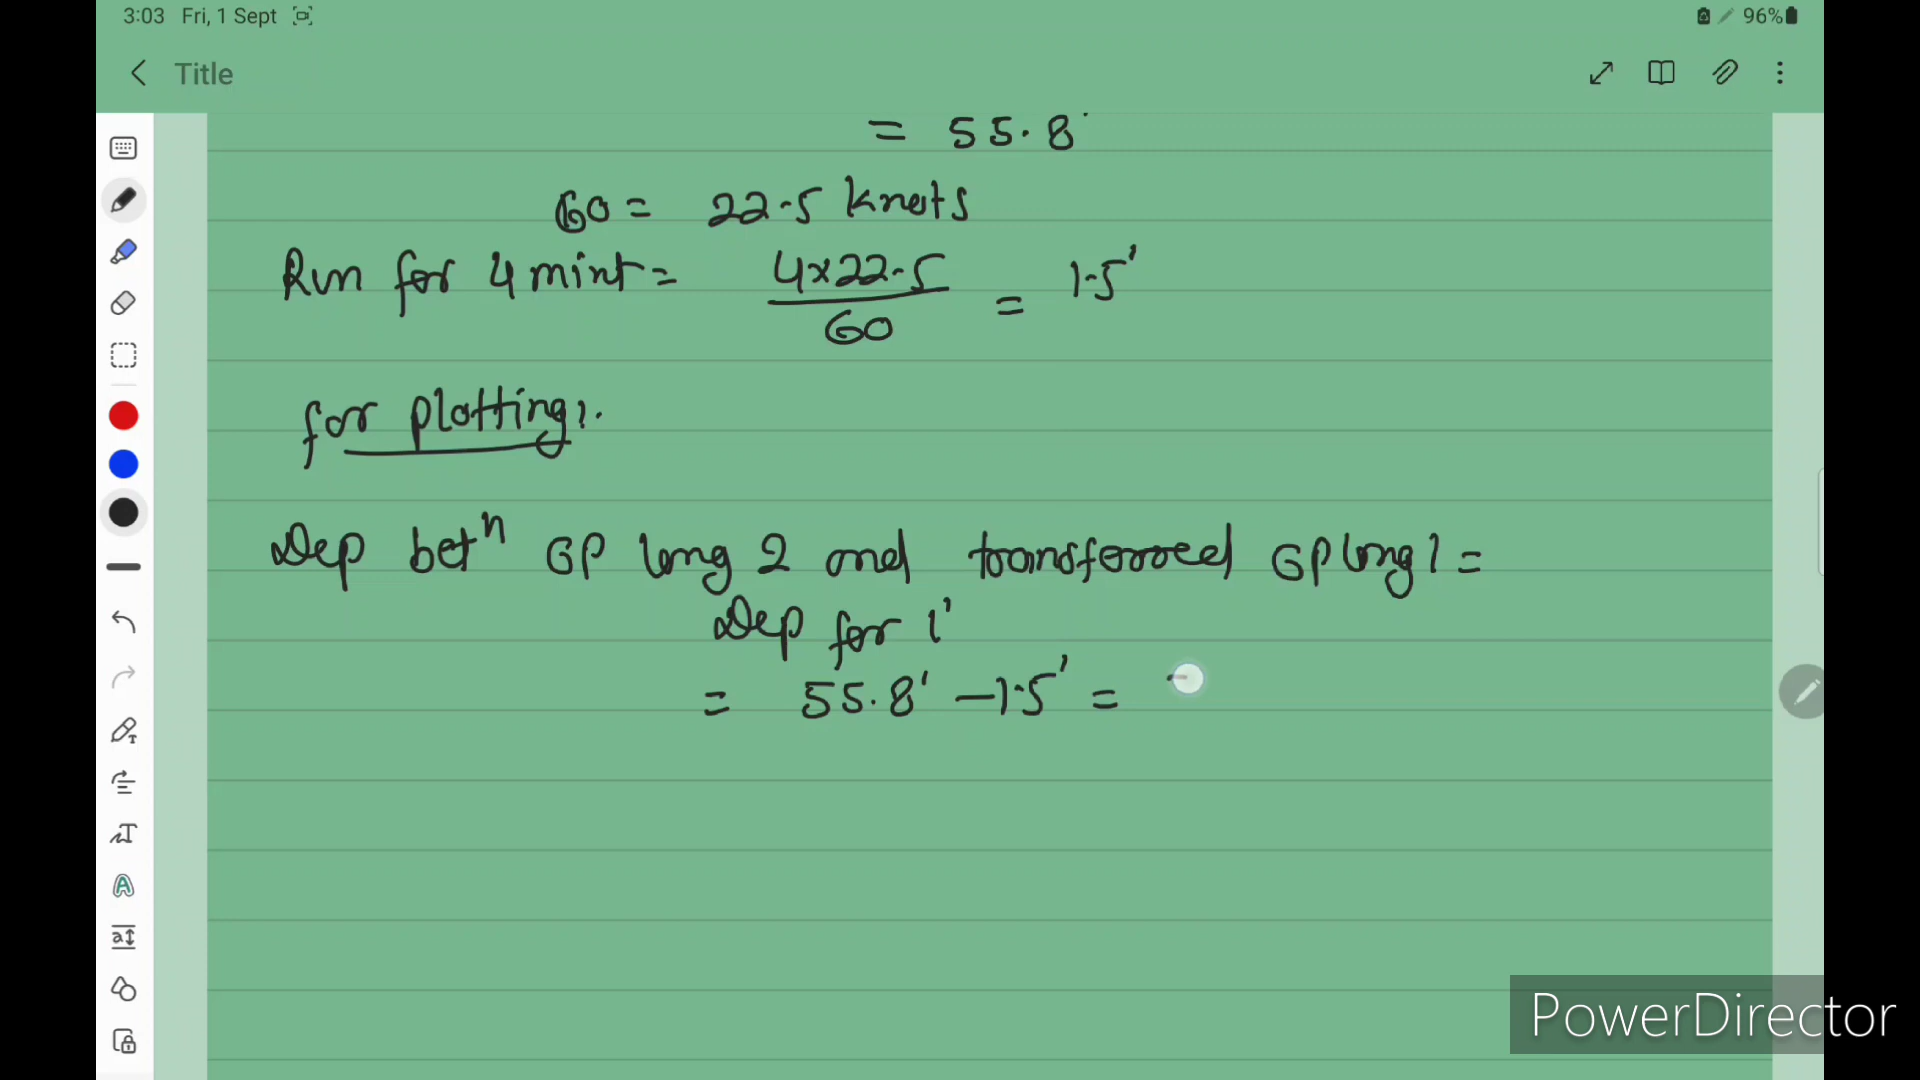 3:03 Fri, 1 Sept 96%
Title
= 55.8'
60 = 22.5 knots
Run for 4 mint = 4x22.5 / 60 = 1.5'
for plotting:
Dep betn GP long 2 and transferred GP long 1 =
Dep for 1'
= 55.8' - 1.5' =
PowerDirector